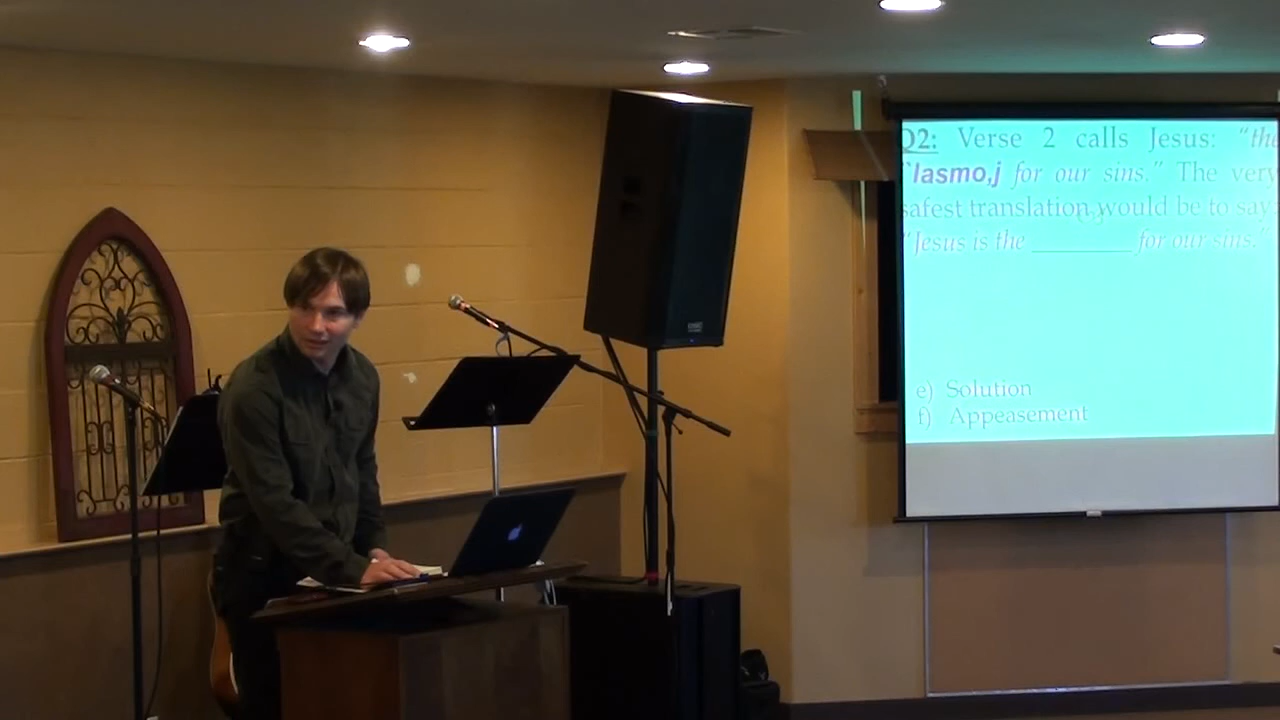 Q2: Verse 2 calls Jesus: "the
`lasmo,j for our sins." The very
safest translation would be to say
"Jesus is the ________ for our sins."
e) Solution
f) Appeasement